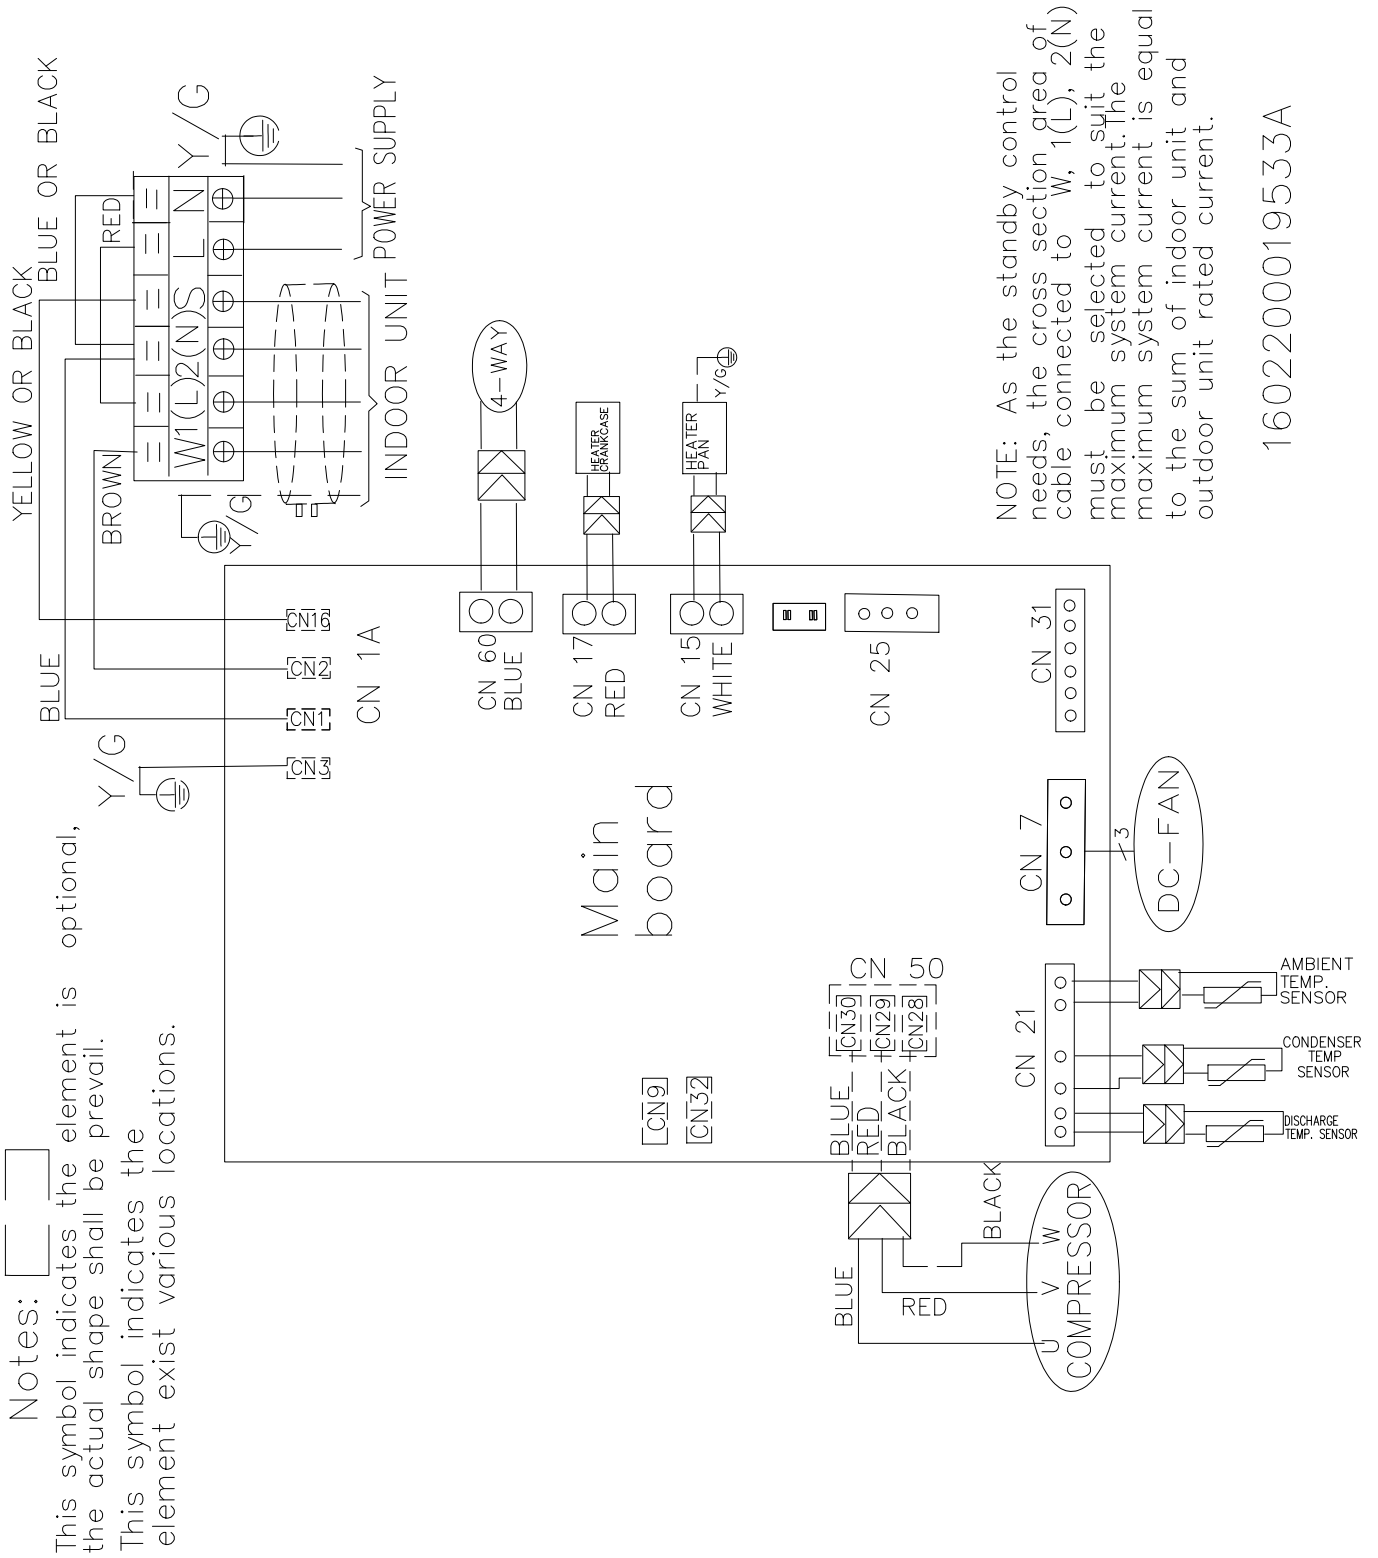 Notes:
This symbol indicates the element is optional,
the actual shape shall be prevail.
This symbol indicates the
element exist various locations.
YELLOW OR BLACK
BLUE OR BLACK
RED
BROWN
BLUE
Y/G
W 1(L) 2(N) S L N
Y/G
Y/G
INDOOR UNIT
POWER SUPPLY
CN3
CN1
CN2
CN16
CN 1A
4-WAY
CN 60
BLUE
HEATER
CRANKCASE
CN 17
RED
HEATER
PAN
Y/G
CN 15
WHITE
CN 25
CN 31
Main
board
CN 7
3
DC-FAN
CN9
CN32
CN 50
CN30
CN29
CN28
BLUE
RED
BLACK
CN 21
AMBIENT
TEMP.
SENSOR
CONDENSER
TEMP
SENSOR
DISCHARGE
TEMP. SENSOR
BLUE
RED
BLACK
U V W
COMPRESSOR
NOTE: As the standby control
needs, the cross section area of
cable connected to W, 1(L), 2(N)
must be selected to suit the
maximum system current.The
maximum system current is equal
to the sum of indoor unit and
outdoor unit rated current.
16022000019533A